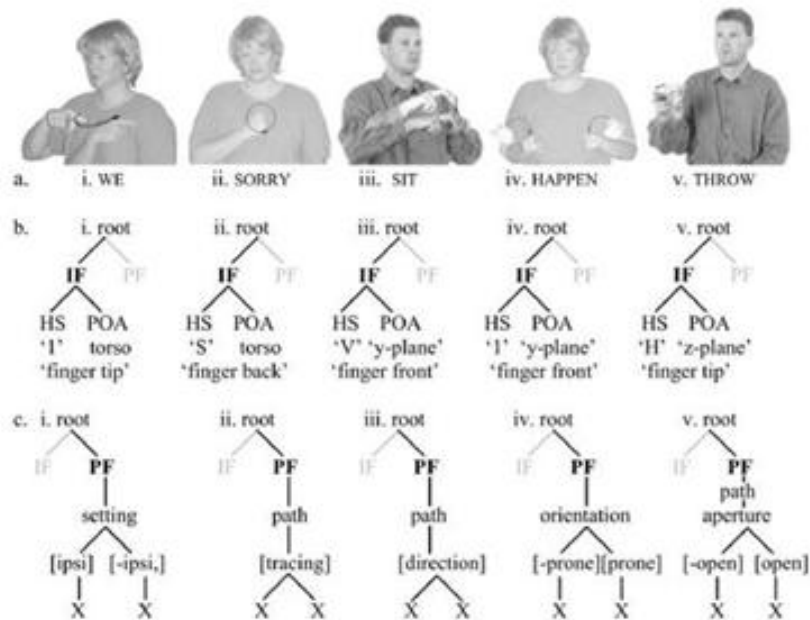 a. i. WE ii. SORRY iii. SIT iv. HAPPEN v. THROW
b. i. root ii. root iii. root iv. root v. root
IF PF IF PF IF PF IF PF IF PF
HS POA HS POA HS POA HS POA HS POA
'1' torso 'S' torso 'V' 'y-plane' '1' 'y-plane' 'H' 'z-plane'
'finger tip' 'finger back' 'finger front' 'finger front' 'finger tip'
c. i. root ii. root iii. root iv. root v. root
IF PF IF PF IF PF IF PF IF PF
path
setting path path orientation aperture
[ipsi] [-ipsi,] [tracing] [direction] [-prone][prone] [-open] [open]
X X X X X X X X X X